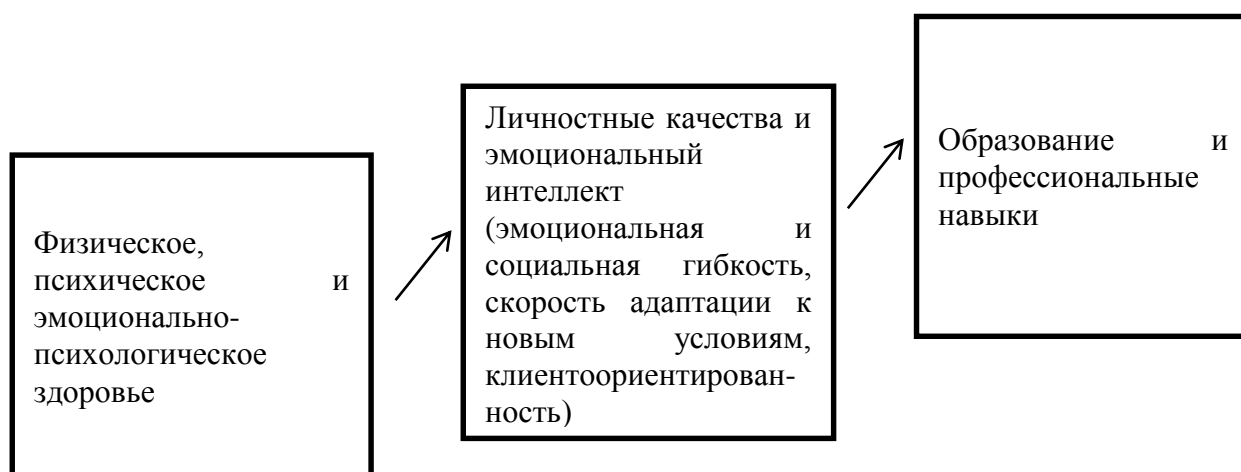 Физическое,
психическое и
эмоционально-
психологическое
здоровье
Личностные качества и
эмоциональный
интеллект
(эмоциональная и
социальная гибкость,
скорость адаптации к
новым условиям,
клиентоориентирован-
ность)
Образование и
профессиональные
навыки